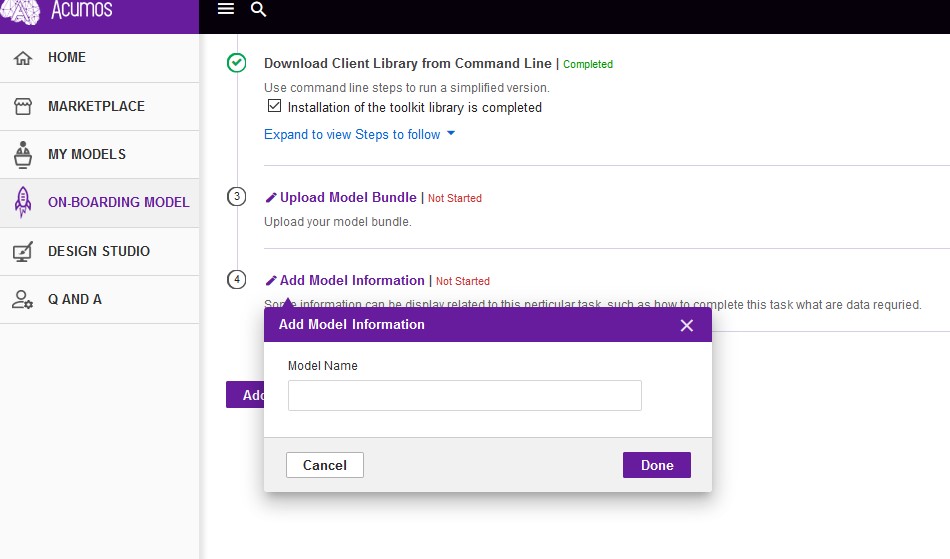 Acumos
HOME
MARKETPLACE
MY MODELS
ON-BOARDING MODEL
DESIGN STUDIO
Q AND A
Download Client Library from Command Line | Completed
Use command line steps to run a simplified version.
Installation of the toolkit library is completed
Expand to view Steps to follow
3
Upload Model Bundle | Not Started
Upload your model bundle.
4
Add Model Information | Not Started
Some information can be display related to this perticular task, such as how to complete this task what are data requried.
Add Model Information
Model Name
Add
Cancel
Done